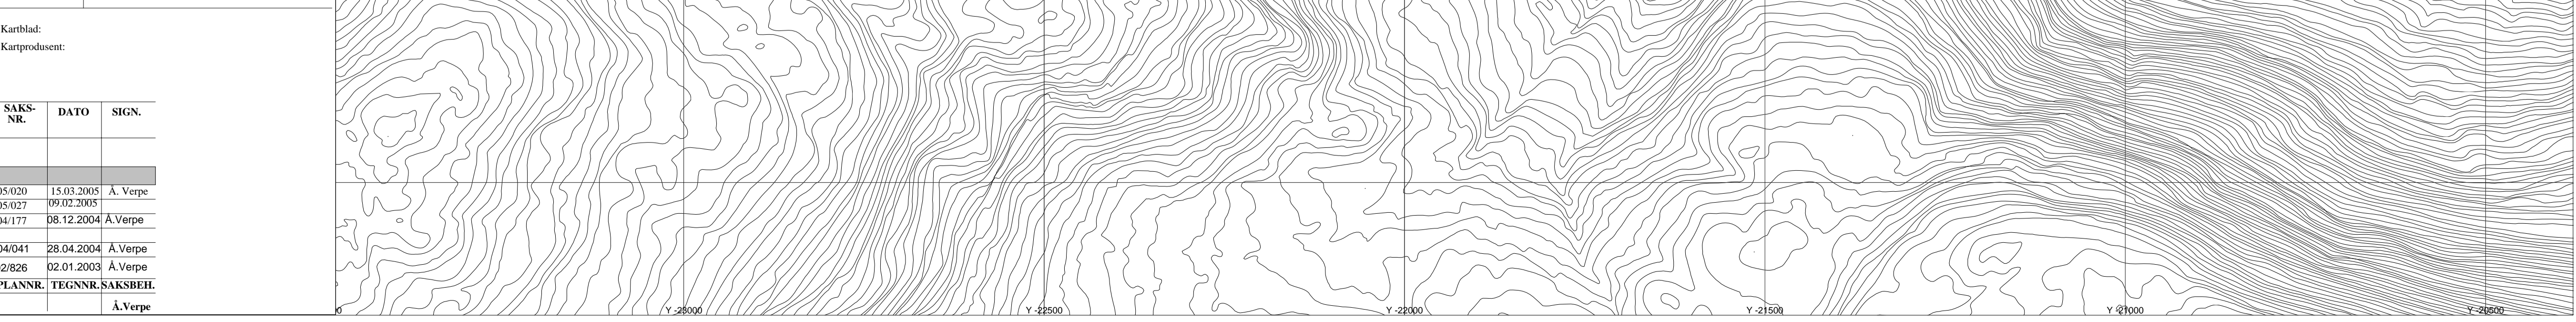 Kartblad:
Kartprodusent:
SAKS-NR. DATO SIGN.
05/020 15.03.2005 Å. Verpe
05/027 09.02.2005
04/177 08.12.2004 Å.Verpe
04/041 28.04.2004 Å.Verpe
02/826 02.01.2003 Å.Verpe
PLANNR. TEGNNR. SAKSBEH.
Å.Verpe
0 Y -23000 Y -22500 Y -22000 Y -21500 Y -21000 Y -20500